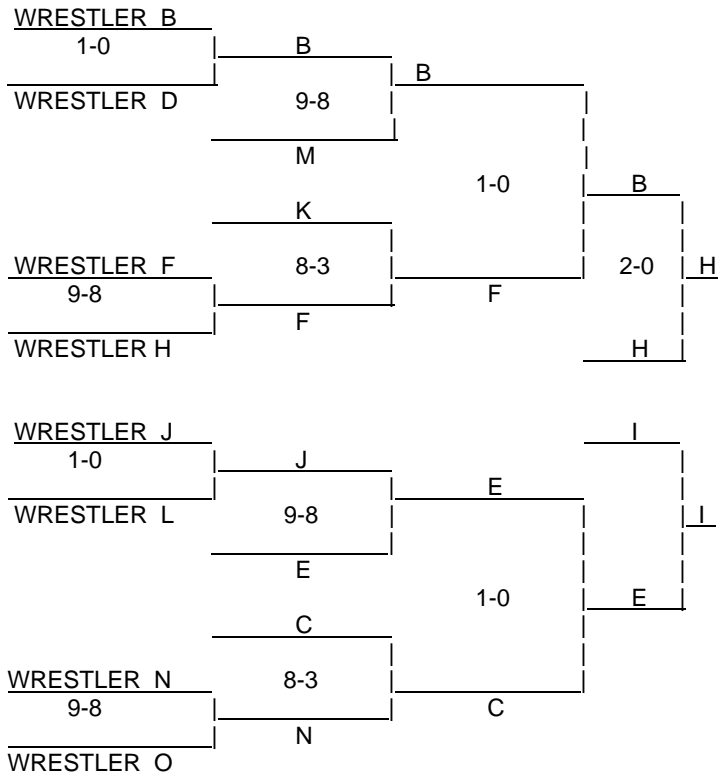 WRESTLER B
1-0
B
B
WRESTLER D
9-8
M
1-0
B
K
WRESTLER F
8-3
2-0
H
9-8
F
F
WRESTLER H
H
WRESTLER J
I
1-0
J
E
WRESTLER L
9-8
I
E
1-0
E
C
WRESTLER N
8-3
9-8
C
N
WRESTLER O